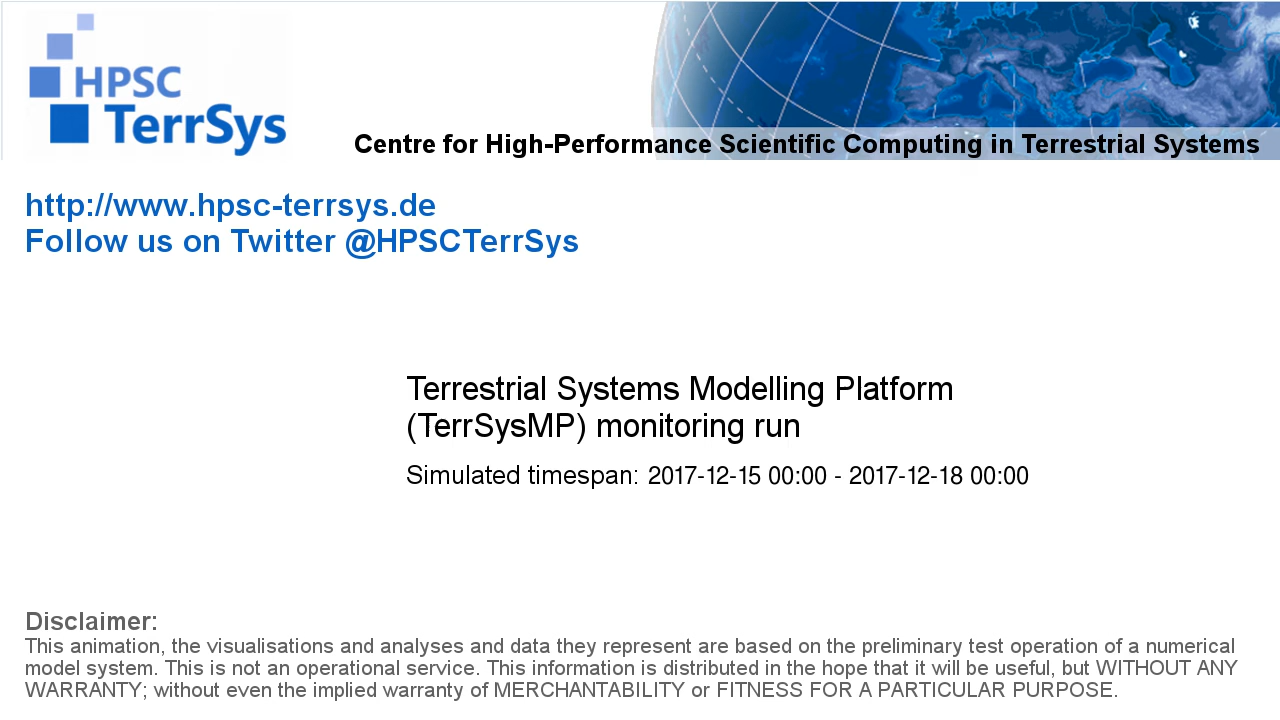 HPSC
TerrSys
Centre for High-Performance Scientific Computing in Terrestrial Systems
http://www.hpsc-terrsys.de
Follow us on Twitter @HPSCTerrSys
Terrestrial Systems Modelling Platform
(TerrSysMP) monitoring run
Simulated timespan: 2017-12-15 00:00 - 2017-12-18 00:00
Disclaimer:
This animation, the visualisations and analyses and data they represent are based on the preliminary test operation of a numerical
model system. This is not an operational service. This information is distributed in the hope that it will be useful, but WITHOUT ANY
WARRANTY; without even the implied warranty of MERCHANTABILITY or FITNESS FOR A PARTICULAR PURPOSE.